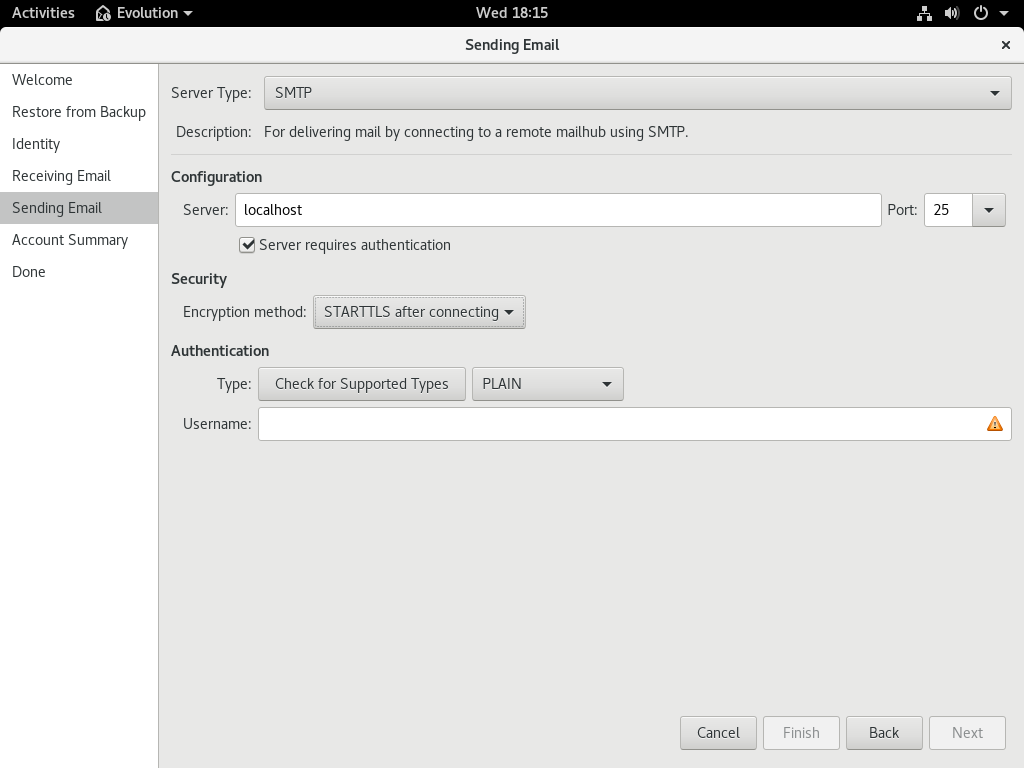 Activities Evolution Wed 18:15
Sending Email
Welcome
Restore from Backup
Identity
Receiving Email
Sending Email
Account Summary
Done
Server Type: SMTP
Description: For delivering mail by connecting to a remote mailhub using SMTP.
Configuration
Server: localhost Port: 25
Server requires authentication
Security
Encryption method: STARTTLS after connecting
Authentication
Type: Check for Supported Types PLAIN
Username:
Cancel Finish Back Next